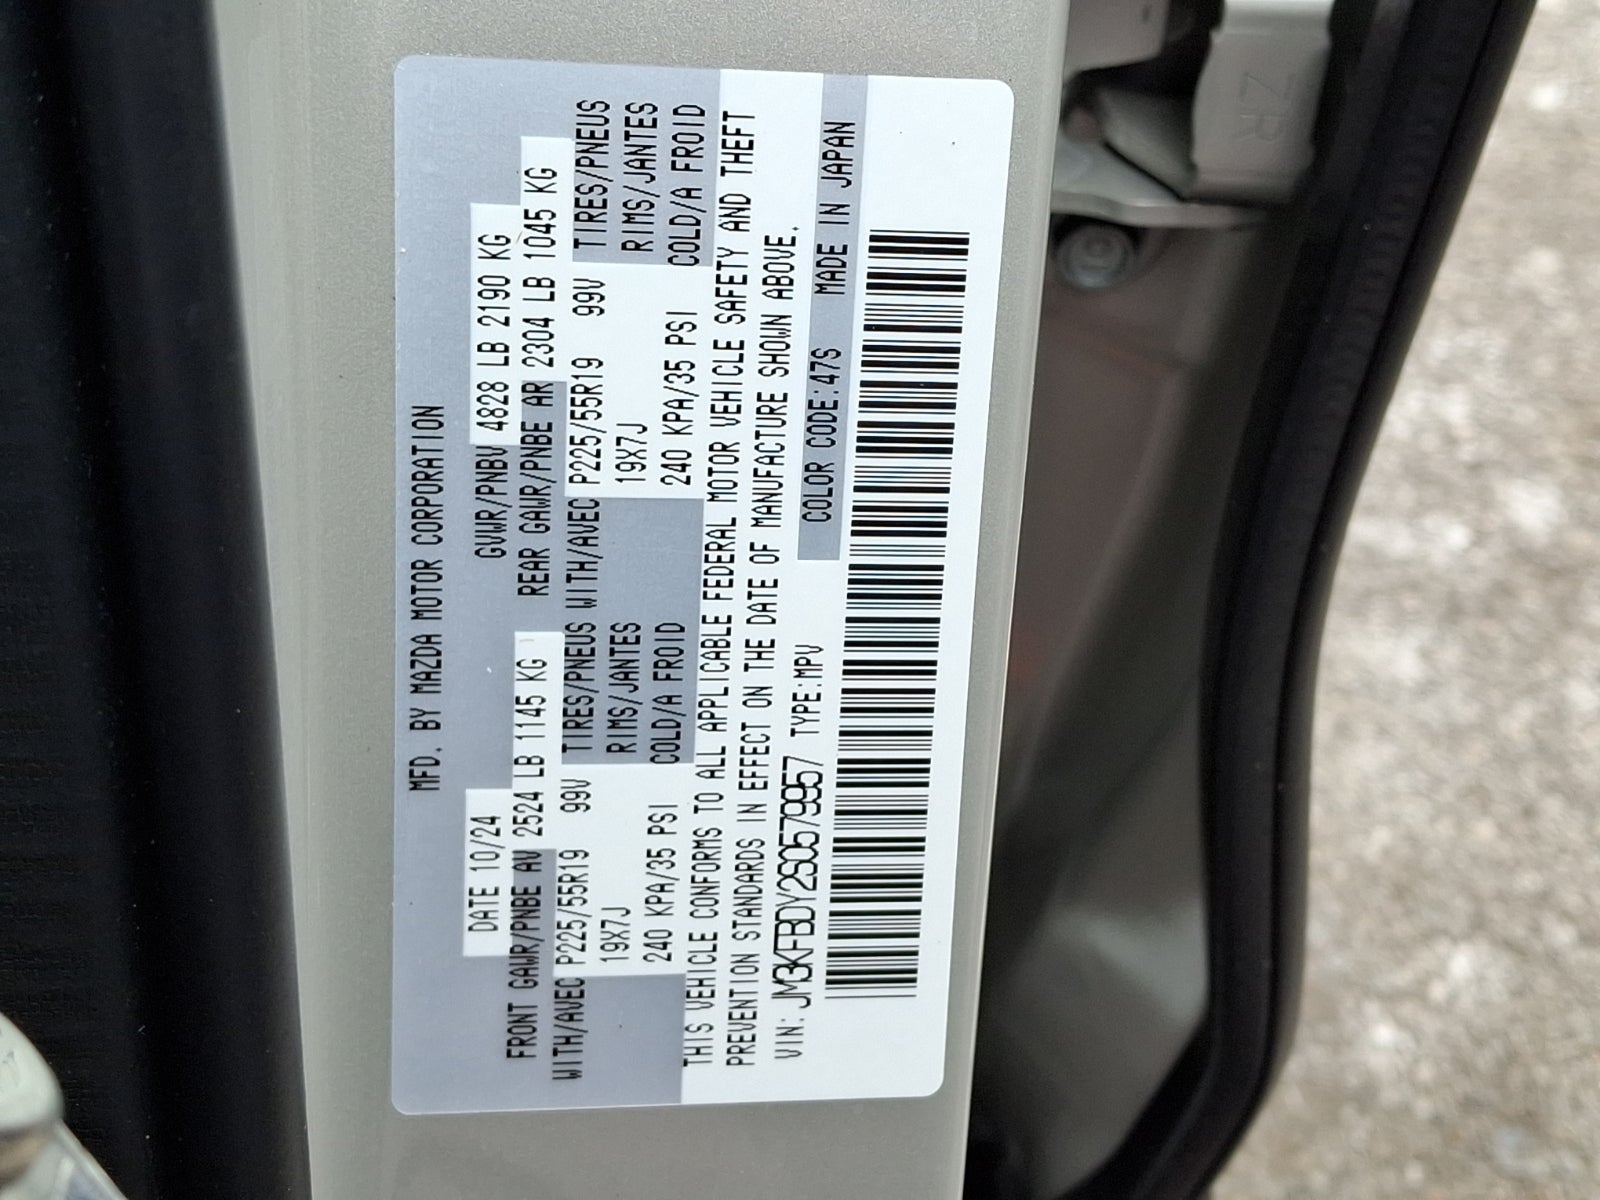 MFD. BY MAZDA MOTOR CORPORATION
DATE 10/24 GVWR/PNBV 4828 LB 2190 KG
FRONT GAWR/PNBE AV 2524 LB 1145 KG REAR GAWR/PNBE AR 2304 LB 1045 KG
WITH/AVEC P225/55R19 99V TIRES/PNEUS WITH/AVEC P225/55R19 99V TIRES/PNEUS
19X7J RIMS/JANTES 19X7J RIMS/JANTES
240 KPA/35 PSI COLD/A FROID 240 KPA/35 PSI COLD/A FROID
THIS VEHICLE CONFORMS TO ALL APPLICABLE FEDERAL MOTOR VEHICLE SAFETY AND THEFT
PREVENTION STANDARDS IN EFFECT ON THE DATE OF MANUFACTURE SHOWN ABOVE.
VIN: JM3KFBDY2S0579957 TYPE:MPV COLOR CODE:47S MADE IN JAPAN
ZR